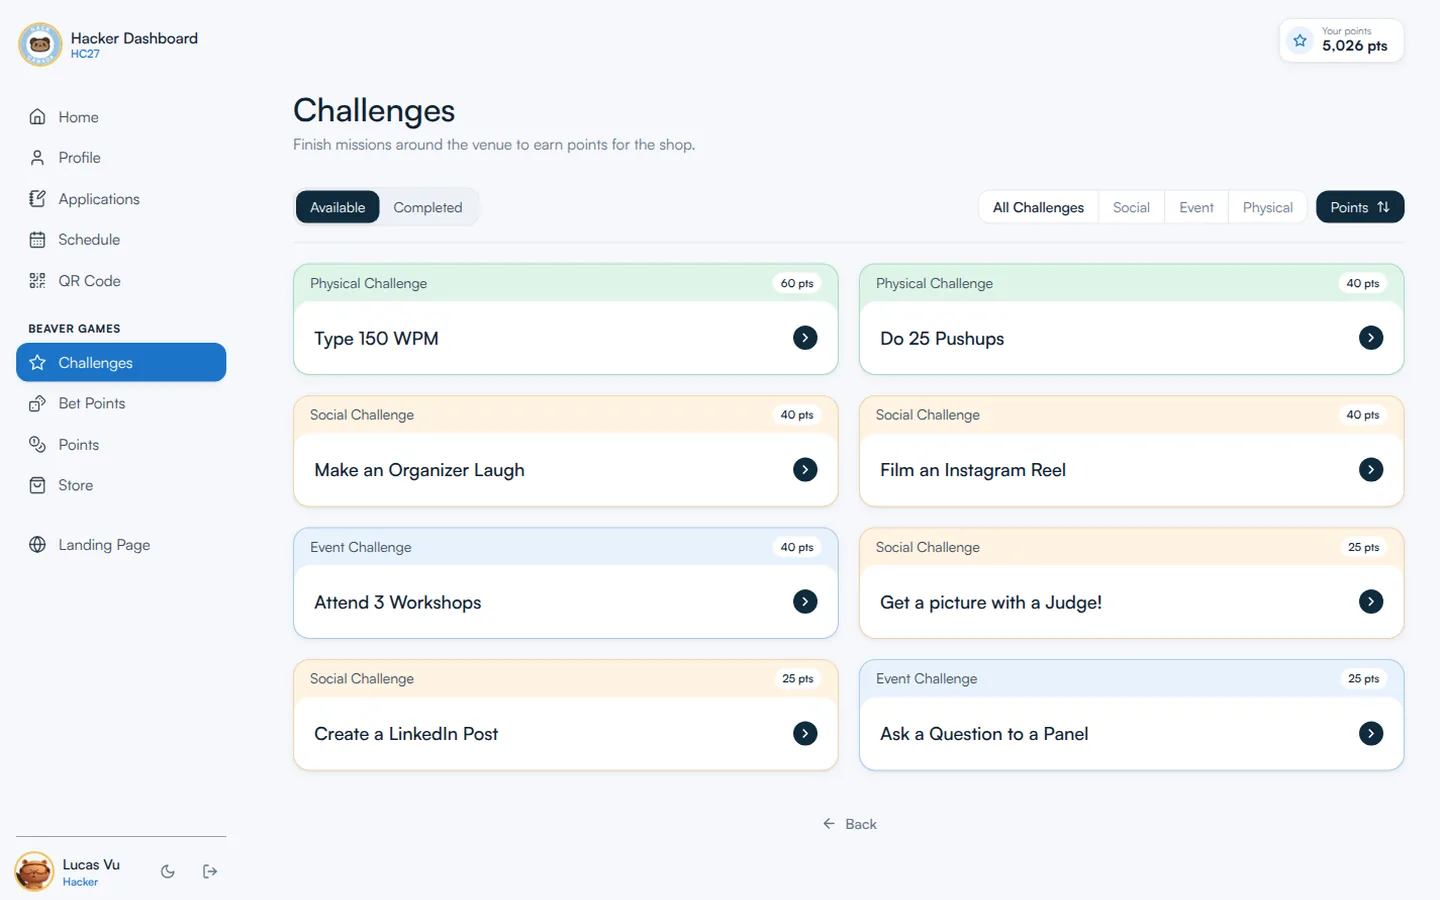 Hacker Dashboard
HC27
Your points
5,026 pts
Home
Profile
Applications
Schedule
QR Code
BEAVER GAMES
Challenges
Bet Points
Points
Store
Landing Page
Lucas Vu
Hacker
Challenges
Finish missions around the venue to earn points for the shop.
Available
Completed
All Challenges
Social
Event
Physical
Points
Physical Challenge
60 pts
Type 150 WPM
Physical Challenge
40 pts
Do 25 Pushups
Social Challenge
40 pts
Make an Organizer Laugh
Social Challenge
40 pts
Film an Instagram Reel
Event Challenge
40 pts
Attend 3 Workshops
Social Challenge
25 pts
Get a picture with a Judge!
Social Challenge
25 pts
Create a LinkedIn Post
Event Challenge
25 pts
Ask a Question to a Panel
Back